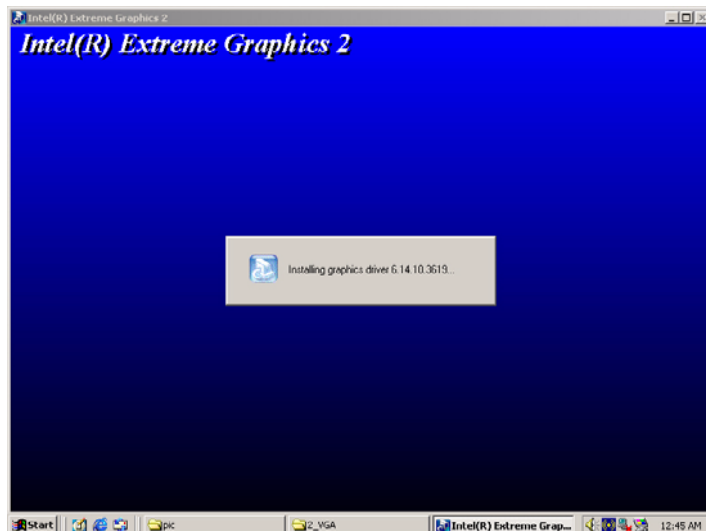 Intel(R) Extreme Graphics 2
Intel(R) Extreme Graphics 2
Installing graphics driver 6.14.10.3619...
Start
pic
2_VGA
Intel(R) Extreme Grap...
12:45 AM